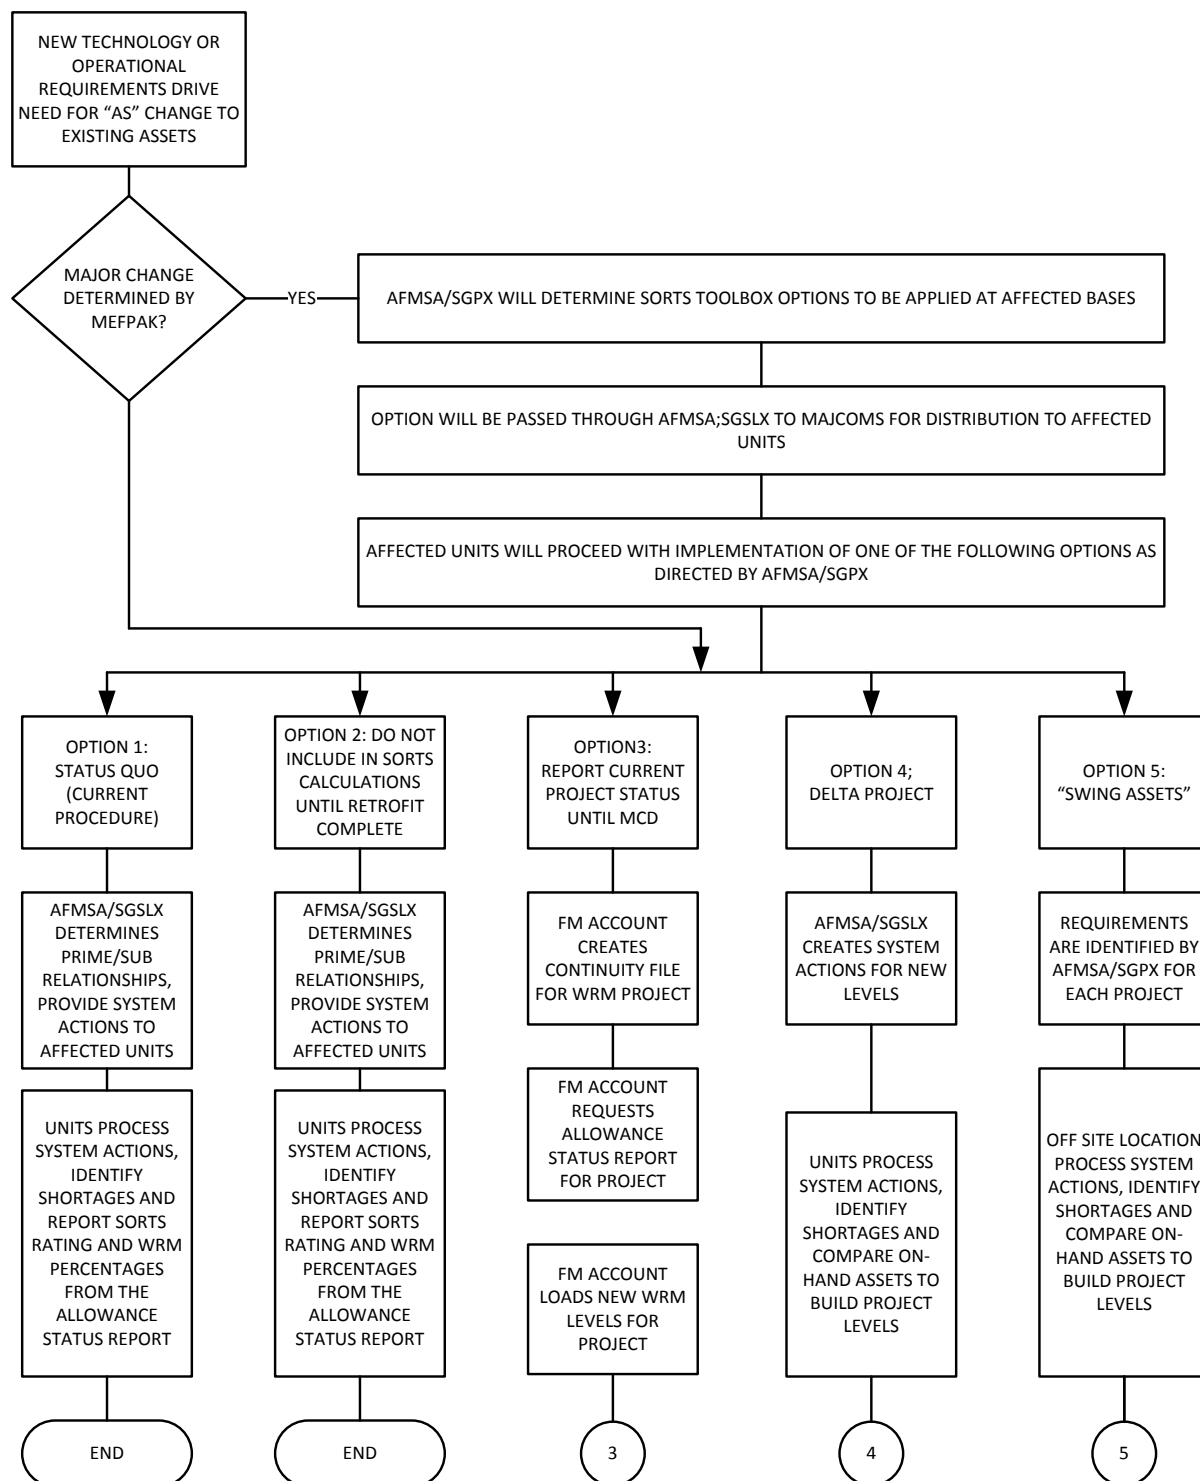 NEW TECHNOLOGY OR
OPERATIONAL
REQUIREMENTS DRIVE
NEED FOR “AS” CHANGE TO
EXISTING ASSETS
MAJOR CHANGE
DETERMINED BY
MEFPAK?
YES
AFMSA/SGPX WILL DETERMINE SORTS TOOLBOX OPTIONS TO BE APPLIED AT AFFECTED BASES
OPTION WILL BE PASSED THROUGH AFMSA;SGSLX TO MAJCOMS FOR DISTRIBUTION TO AFFECTED
UNITS
AFFECTED UNITS WILL PROCEED WITH IMPLEMENTATION OF ONE OF THE FOLLOWING OPTIONS AS
DIRECTED BY AFMSA/SGPX
OPTION 1:
STATUS QUO
(CURRENT
PROCEDURE)
OPTION 2: DO NOT
INCLUDE IN SORTS
CALCULATIONS
UNTIL RETROFIT
COMPLETE
OPTION3:
REPORT CURRENT
PROJECT STATUS
UNTIL MCD
OPTION 4;
DELTA PROJECT
OPTION 5:
“SWING ASSETS”
AFMSA/SGSLX
DETERMINES
PRIME/SUB
RELATIONSHIPS,
PROVIDE SYSTEM
ACTIONS TO
AFFECTED UNITS
AFMSA/SGSLX
DETERMINES
PRIME/SUB
RELATIONSHIPS,
PROVIDE SYSTEM
ACTIONS TO
AFFECTED UNITS
FM ACCOUNT
CREATES
CONTINUITY FILE
FOR WRM PROJECT
AFMSA/SGSLX
CREATES SYSTEM
ACTIONS FOR NEW
LEVELS
REQUIREMENTS
ARE IDENTIFIED BY
AFMSA/SGPX FOR
EACH PROJECT
UNITS PROCESS
SYSTEM ACTIONS,
IDENTIFY
SHORTAGES AND
REPORT SORTS
RATING AND WRM
PERCENTAGES
FROM THE
ALLOWANCE
STATUS REPORT
UNITS PROCESS
SYSTEM ACTIONS,
IDENTIFY
SHORTAGES AND
REPORT SORTS
RATING AND WRM
PERCENTAGES
FROM THE
ALLOWANCE
STATUS REPORT
FM ACCOUNT
REQUESTS
ALLOWANCE
STATUS REPORT
FOR PROJECT
FM ACCOUNT
LOADS NEW WRM
LEVELS FOR
PROJECT
UNITS PROCESS
SYSTEM ACTIONS,
IDENTIFY
SHORTAGES AND
COMPARE ON-
HAND ASSETS TO
BUILD PROJECT
LEVELS
OFF SITE LOCATION
PROCESS SYSTEM
ACTIONS, IDENTIFY
SHORTAGES AND
COMPARE ON-
HAND ASSETS TO
BUILD PROJECT
LEVELS
END
END
3
4
5